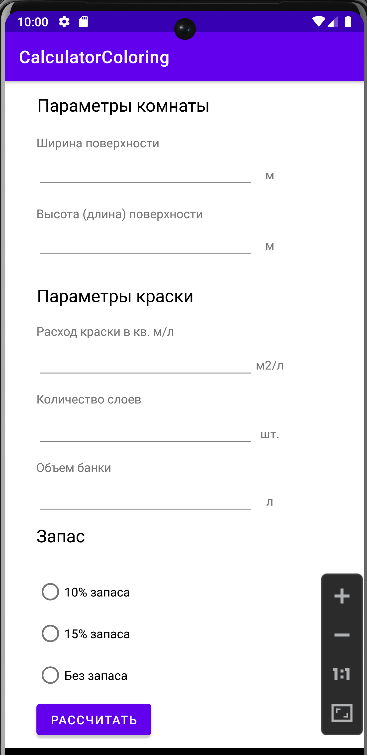 10:00
CalculatorColoring
Параметры комнаты
Ширина поверхности
м
Высота (длина) поверхности
м
Параметры краски
Расход краски в кв. м/л
м2/л
Количество слоев
шт.
Объем банки
л
Запас
10% запаса
15% запаса
Без запаса
РАССЧИТАТЬ
1:1